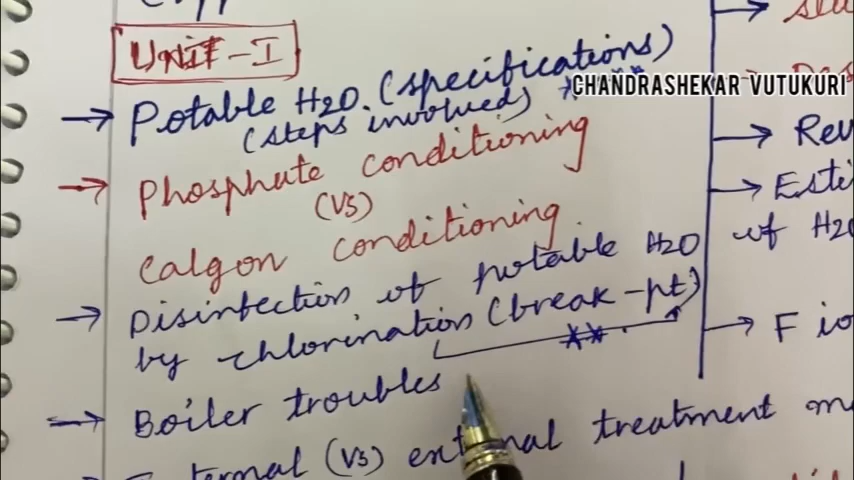 UNIT-I
→ Potable H2O. (specifications)
(steps involved)
CHANDRASHEKAR VUTUKURI
→ Phosphate conditioning
(VS)
Calgon conditioning
→ Disinfection of potable H2O
by chlorination (break-pt)
**
→ Boiler troubles
(VS) external treatment
→ Rev
→ Esti
of H2O
→ F io